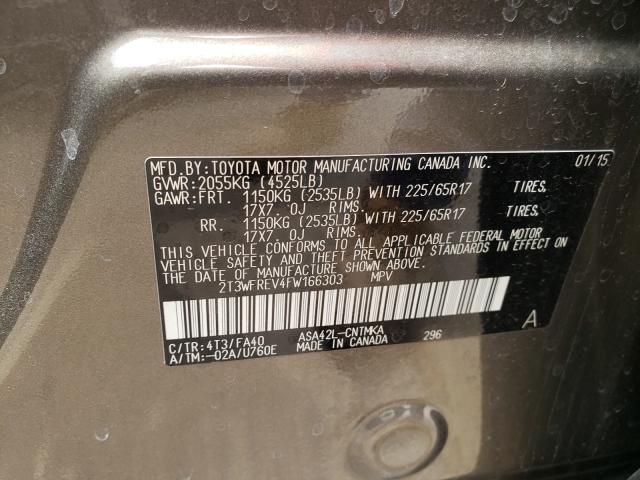 MFD.BY:TOYOTA MOTOR MANUFACTURING CANADA INC. 01/15
GVWR:2055KG (4525LB)
GAWR:FRT. 1150KG (2535LB) WITH 225/65R17 TIRES,
17X7.0J RIMS.
RR. 1150KG (2535LB) WITH 225/65R17 TIRES,
17X7.0J RIMS.
THIS VEHICLE CONFORMS TO ALL APPLICABLE FEDERAL MOTOR
VEHICLE SAFETY AND THEFT PREVENTION STANDARDS IN EFFECT ON
THE DATE OF MANUFACTURE SHOWN ABOVE.
2T3WFREV4FW166303 MPV
A
C/TR:4T3/FA40 ASA42L-CNTMKA 296
A/TM:-02A/U760E MADE IN CANADA